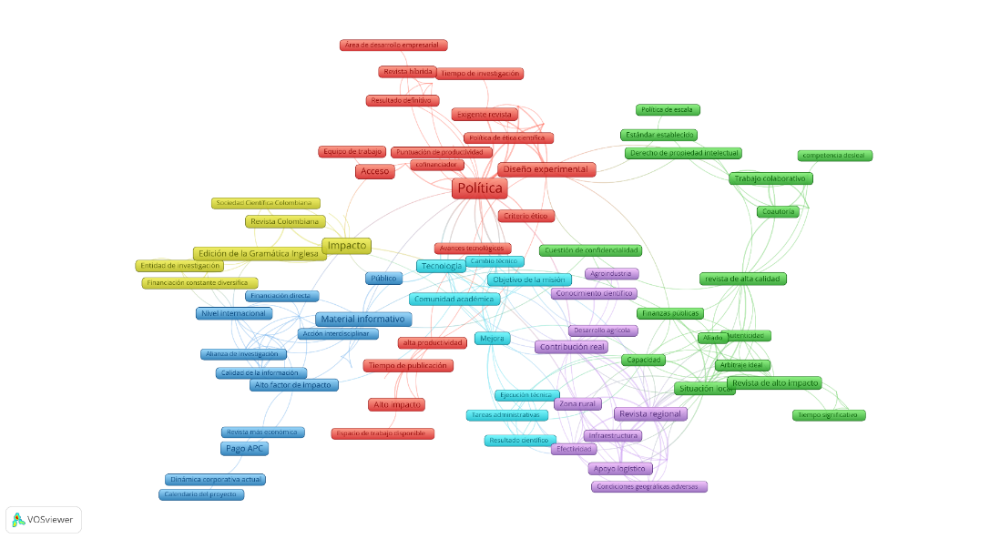 Área de desarrollo empresarial
Revista híbrida
Tiempo de investigación
Resultado definitivo
Exigente revista
Política de escala
Política de ética científica
Estándar establecido
Equipo de trabajo
Puntuación de productividad
Derecho de propiedad intelectual
competencia desleal
cofinanciador
Acceso
Diseño experimental
Trabajo colaborativo
Política
Sociedad Científica Colombiana
Coautoría
Revista Colombiana
Criterio ético
Impacto
Avances tecnológicos
Cuestión de confidencialidad
Edición de la Gramática Inglesa
Cambio técnico
Entidad de investigación
Tecnología
Agroindustria
Público
Objetivo de la misión
revista de alta calidad
Financiación constante diversifica
Financiación directa
Conocimiento científico
Comunidad académica
Nivel internacional
Finanzas públicas
Material informativo
Acción interdisciplinar
Desarrollo agrícola
Mejora
Aliado
autenticidad
alta productividad
Contribución real
Alianza de investigación
Capacidad
Tiempo de publicación
Arbitraje ideal
Calidad de la información
Alto factor de impacto
Situación local
Revista de alto impacto
Ejecución técnica
Alto impacto
Zona rural
Tareas administrativas
Revista regional
Tiempo significativo
Revista mas económica
Espacio de trabajo disponible
Infraestructura
Resultado científico
Pago APC
Efectividad
Apoyo logístico
Dinámica corporativa actual
Condiciones geográficas adversas
Calendario del proyecto
VOSviewer